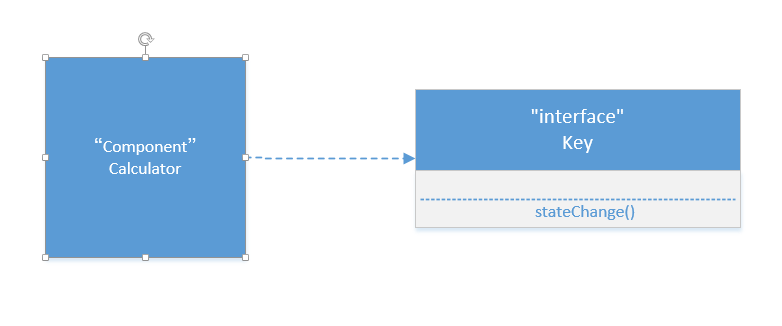 “Component”
Calculator
"interface"
Key
stateChange()